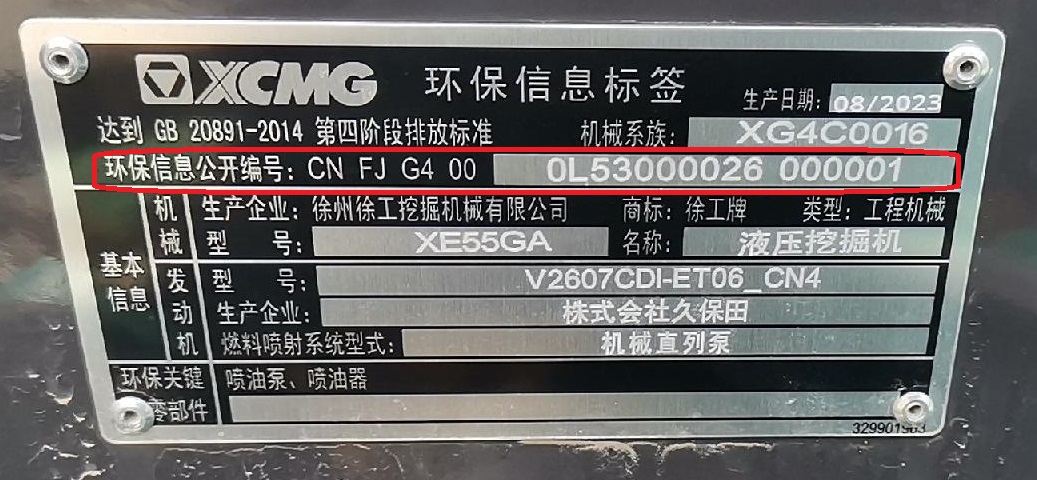 XCMG 环保信息标签 生产日期: 08/2023
达到 GB 20891-2014 第四阶段排放标准 机械系族: XG4C0016
环保信息公开编号: CN FJ G4 00 0L53000026 000001
基本信息
机械
生产企业: 徐州徐工挖掘机械有限公司 商标: 徐工牌 类型: 工程机械
型 号: XE55GA 名称: 液压挖掘机
发动机
型 号: V2607CDI-ET06_CN4
生产企业: 株式会社久保田
燃料喷射系统型式: 机械直列泵
环保关键零部件
喷油泵、喷油器
329901963